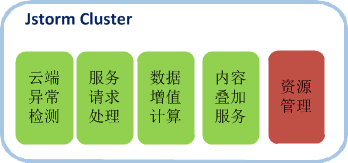 Jstorm Cluster
云端
异常
检测
服务
请求
处理
数据
增值
计算
内容
叠加
服务
资源
管理